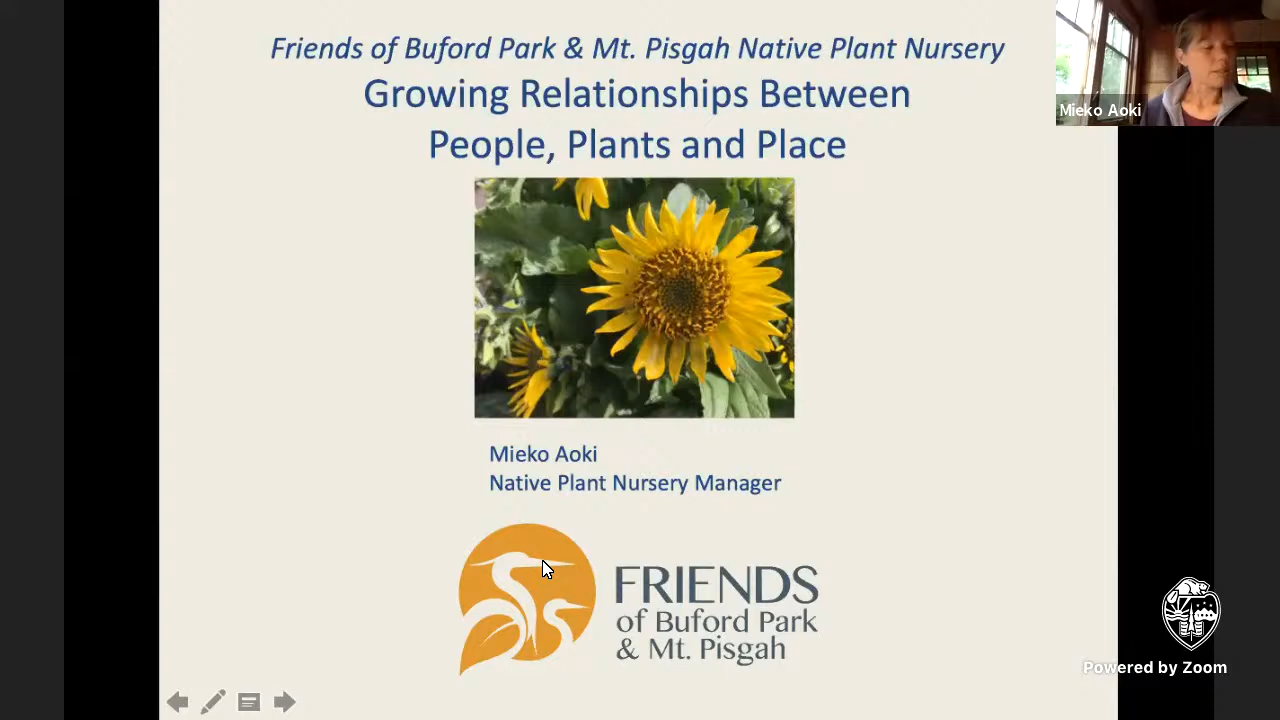 Friends of Buford Park & Mt. Pisgah Native Plant Nursery
Growing Relationships Between
People, Plants and Place
Mieko Aoki
Mieko Aoki
Native Plant Nursery Manager
FRIENDS
of Buford Park
& Mt. Pisgah
Powered by Zoom